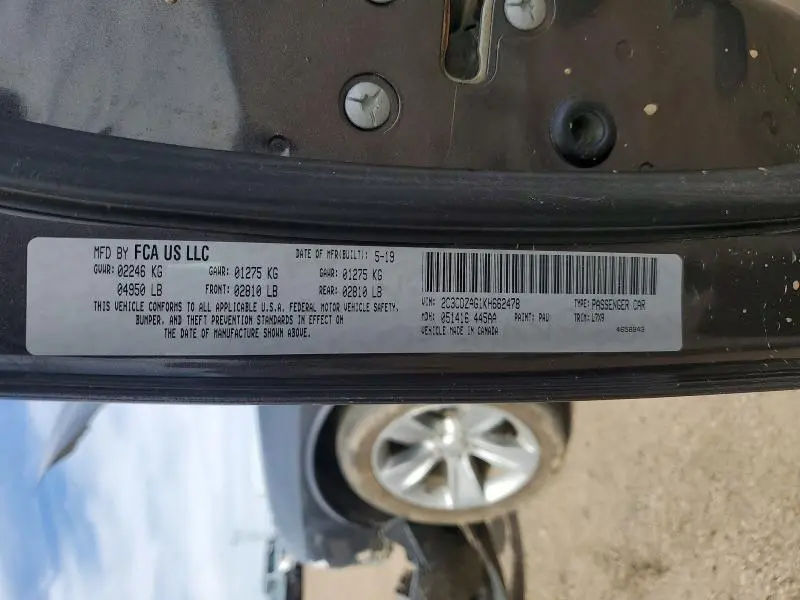 MFD BY FCA US LLC DATE OF MFR(BUILT): 5-19
GVWR: 02246 KG GAWR: 01275 KG GAWR: 01275 KG
04950 LB FRONT: 02810 LB REAR: 02810 LB
THIS VEHICLE CONFORMS TO ALL APPLICABLE U.S.A. FEDERAL MOTOR VEHICLE SAFETY,
BUMPER, AND THEFT PREVENTION STANDARDS IN EFFECT ON
THE DATE OF MANUFACTURE SHOWN ABOVE.
VIN: 2C3CDZAG1KH662478 TYPE: PASSENGER CAR
MDH: 051416 445AA PAINT: PAU TRIM: L7X9
VEHICLE MADE IN CANADA 4658943